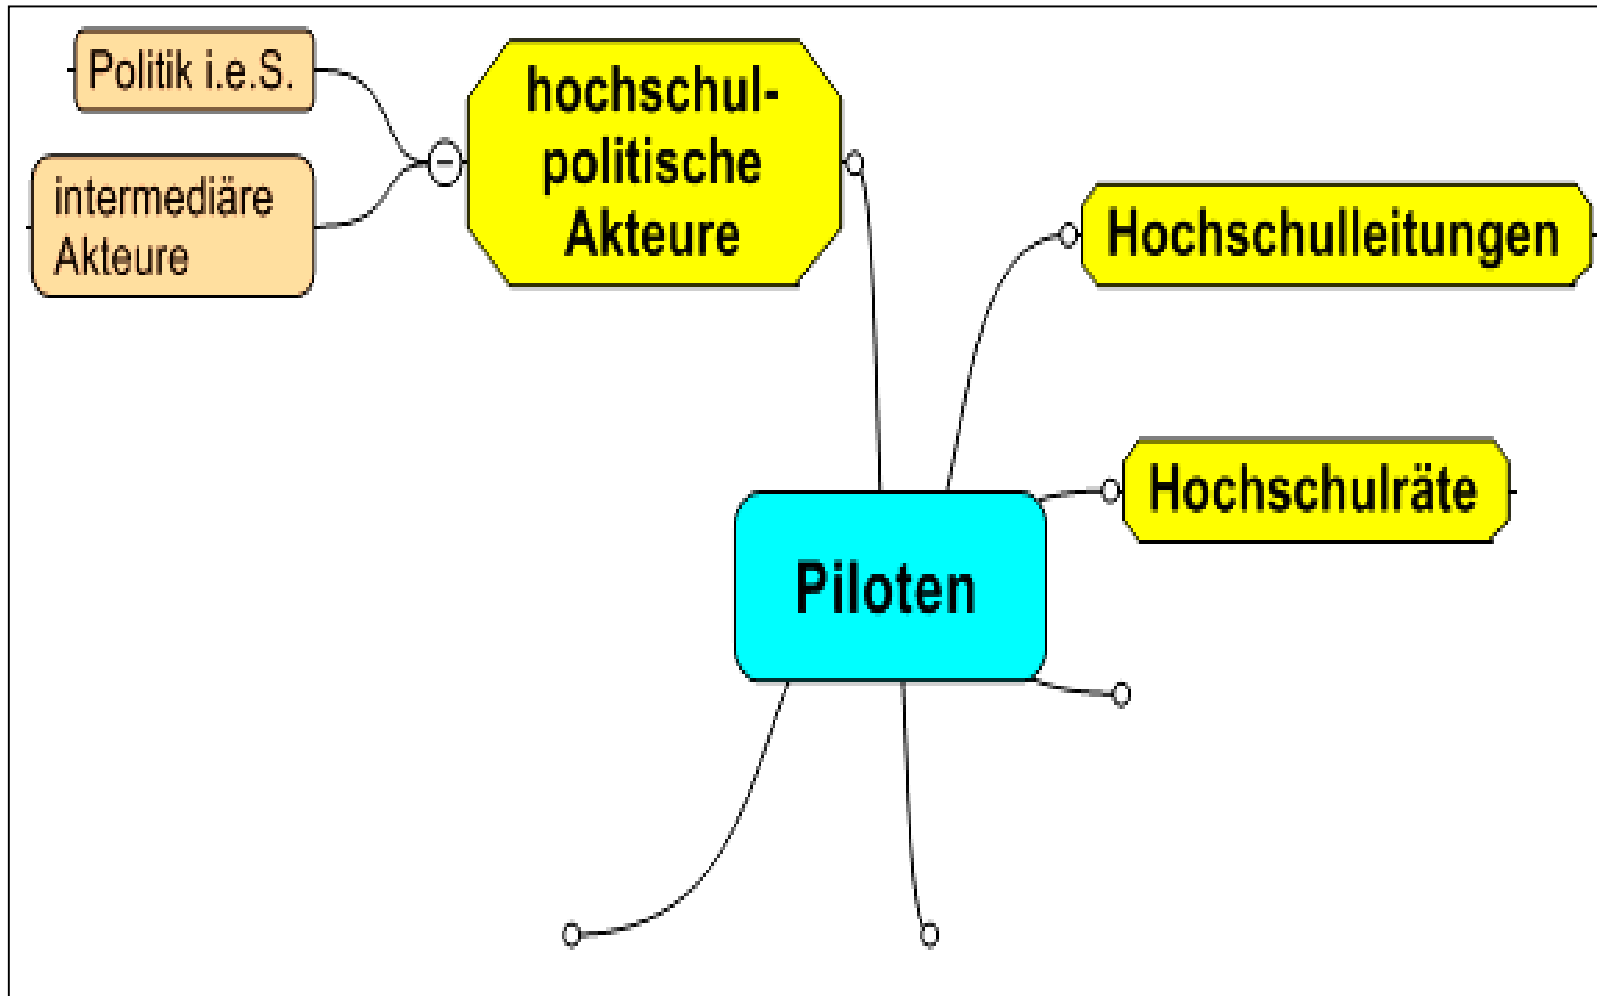 Politik i.e.S.
intermediäre
Akteure
hochschul-
politische
Akteure
Hochschulleitungen
Hochschulräte
Piloten